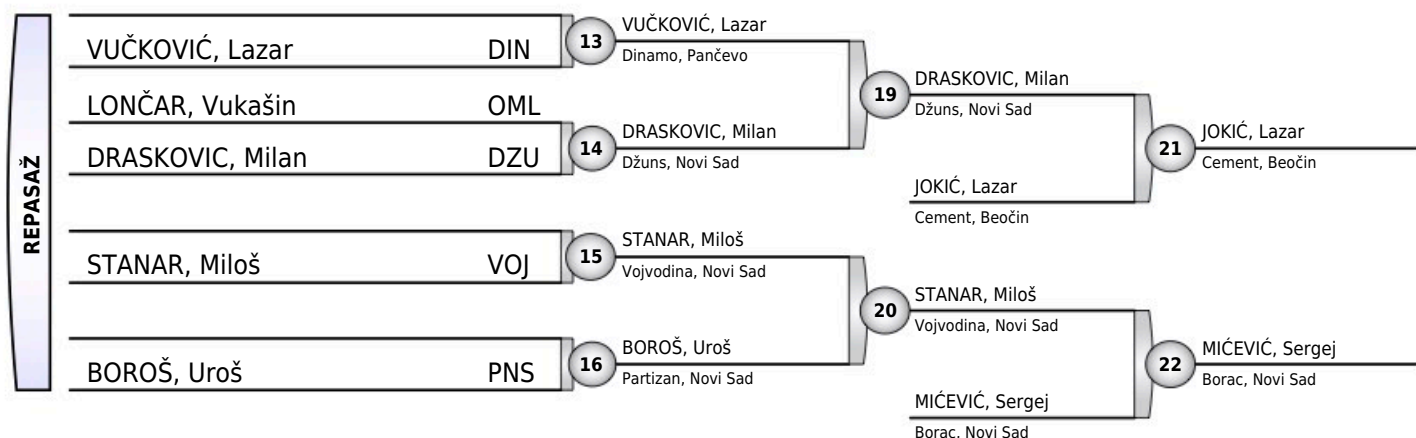 REPASAŽ
VUČKOVIĆ, Lazar DIN
LONČAR, Vukašin OML
DRASKOVIC, Milan DZU
STANAR, Miloš VOJ
BOROŠ, Uroš PNS
13
VUČKOVIĆ, Lazar
Dinamo, Pančevo
14
DRASKOVIC, Milan
Džuns, Novi Sad
15
STANAR, Miloš
Vojvodina, Novi Sad
16
BOROŠ, Uroš
Partizan, Novi Sad
19
DRASKOVIC, Milan
Džuns, Novi Sad
JOKIĆ, Lazar
Cement, Beočin
20
STANAR, Miloš
Vojvodina, Novi Sad
MIĆEVIĆ, Sergej
Borac, Novi Sad
21
JOKIĆ, Lazar
Cement, Beočin
22
MIĆEVIĆ, Sergej
Borac, Novi Sad